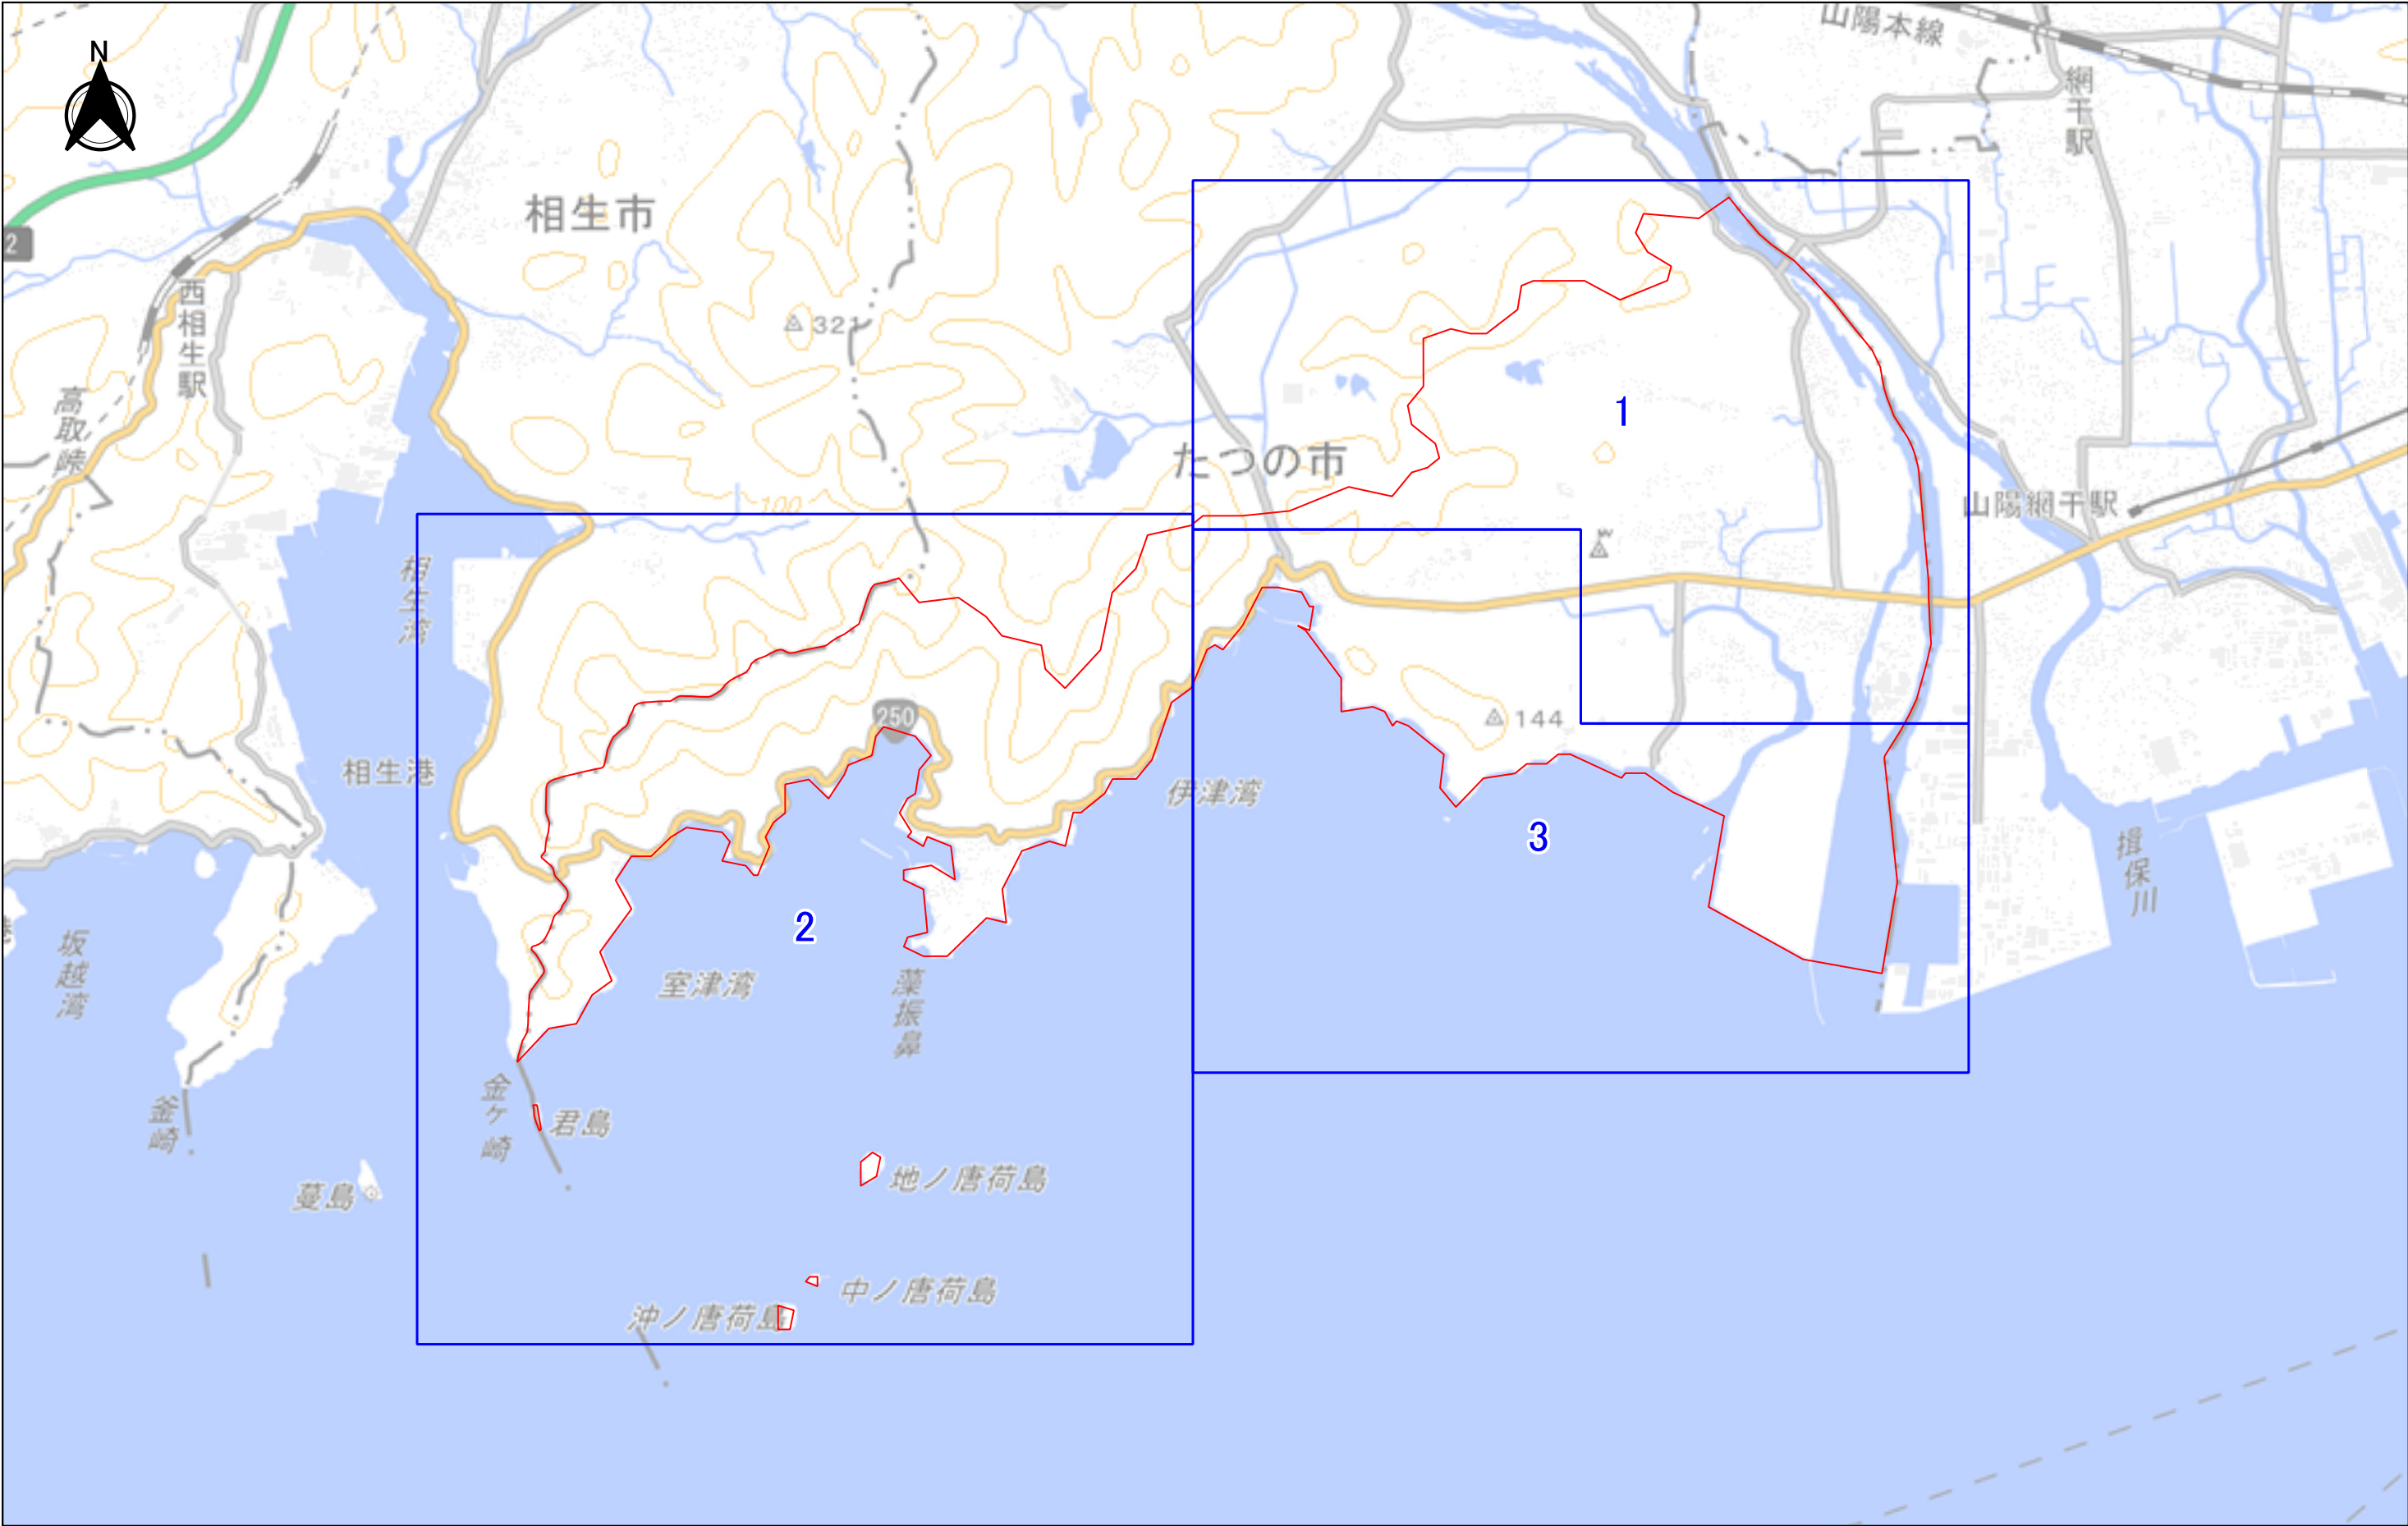 N
山陽本線
網干駅
相生市
2
西相生駅
321
高取峠
1
たつの市
100
山陽網干駅
相生湾
250
144
相生港
伊津湾
3
揖保川
2
坂越湾
室津湾
藻振鼻
金ヶ崎
釜崎
君島
地ノ唐荷島
蔓島
中ノ唐荷島
沖ノ唐荷島